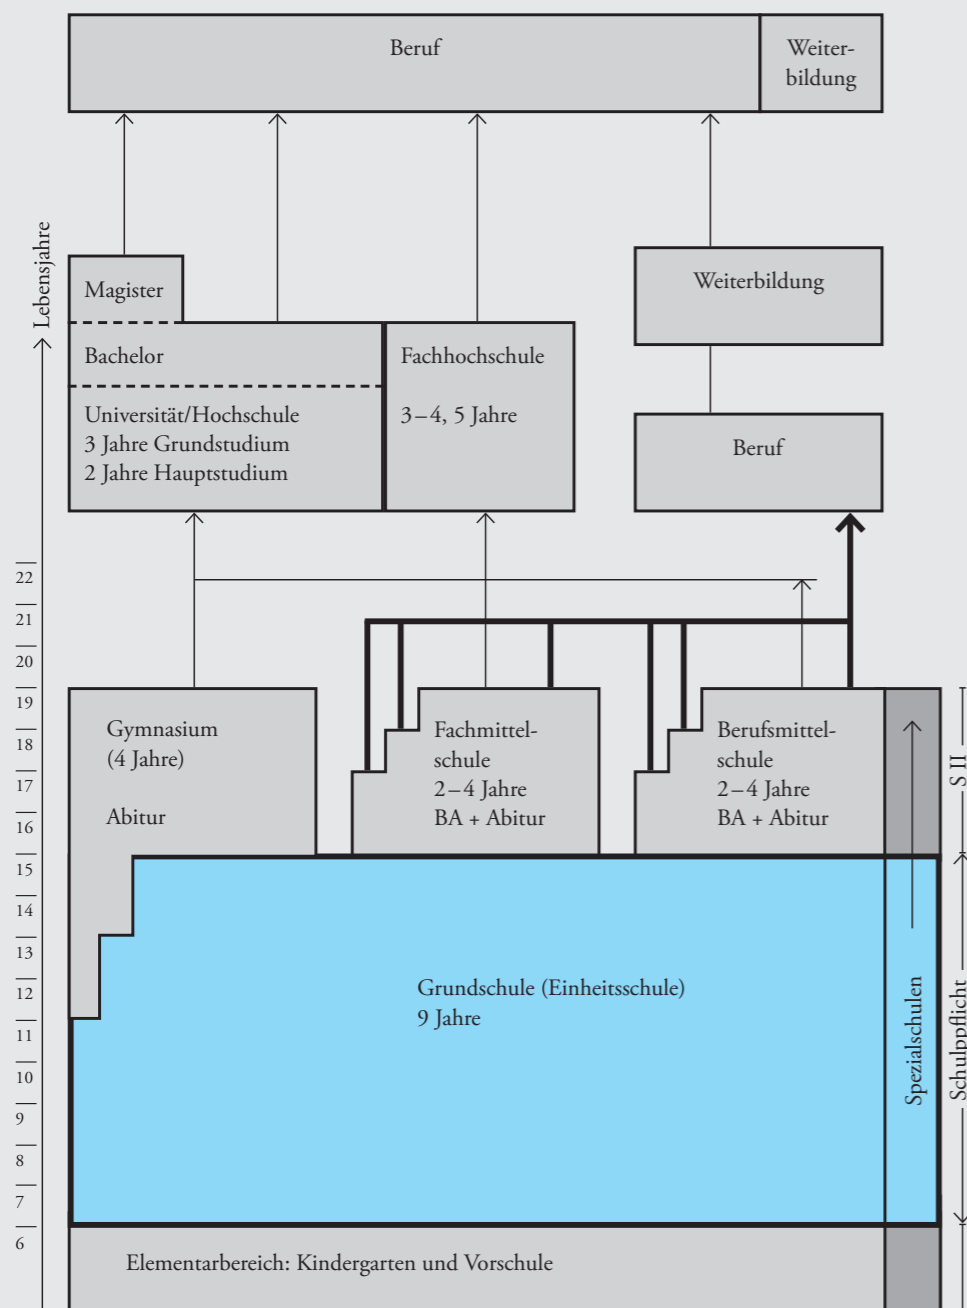 Beruf
Weiter-
bildung
Lebensjahre
Magister
Weiterbildung
Bachelor
Universität/Hochschule
3 Jahre Grundstudium
2 Jahre Hauptstudium
Fachhochschule
3–4, 5 Jahre
Beruf
22
21
20
19
18
17
16
15
14
13
12
11
10
9
8
7
6
Gymnasium
(4 Jahre)
Abitur
Fachmittel-
schule
2–4 Jahre
BA + Abitur
Berufsmittel-
schule
2–4 Jahre
BA + Abitur
S II
Grundschule (Einheitsschule)
9 Jahre
Spezialschulen
Schulpflicht
Elementarbereich: Kindergarten und Vorschule